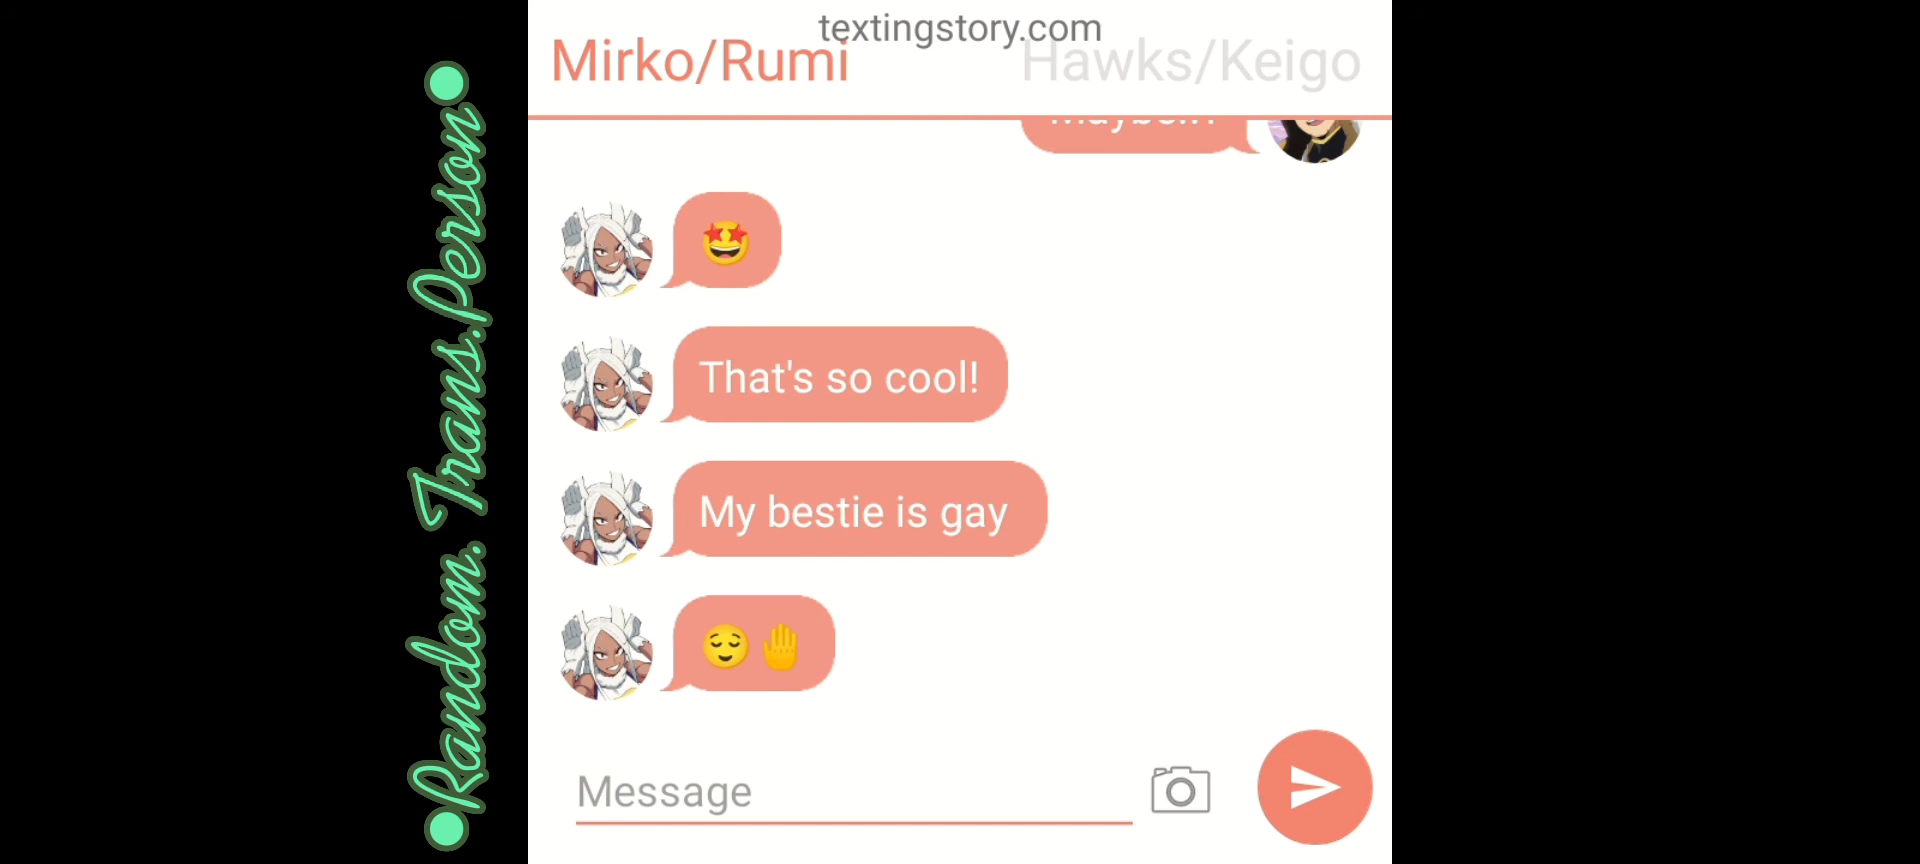 textingstory.com
Mirko/Rumi
Hawks/Keigo
🤩
That's so cool!
My bestie is gay
😌🤚
Message
Random. Trans.Person